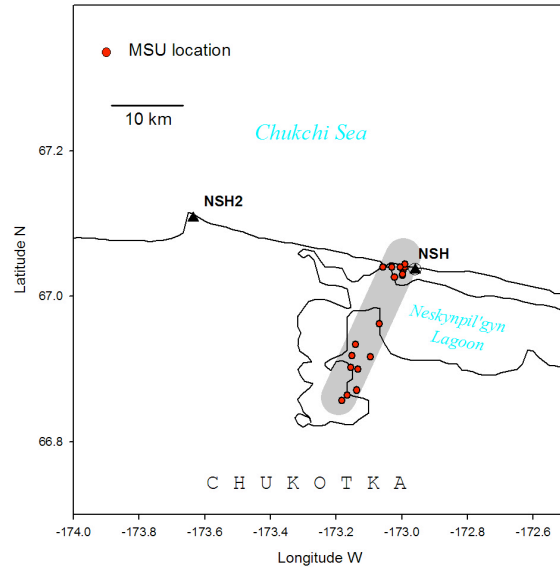 MSU location
10 km
Chukchi Sea
67.2
NSH2
NSH
Latitude N
67.0
Neskynpil'gyn
Lagoon
66.8
C H U K O T K A
-174.0 -173.8 -173.6 -173.4 -173.2 -173.0 -172.8 -172.6
Longitude W